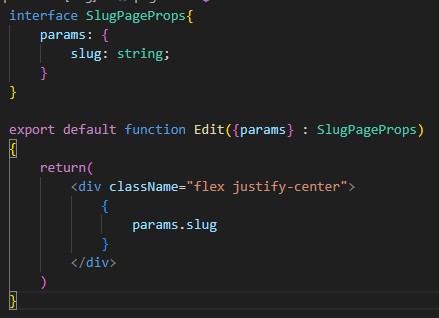 interface SlugPageProps{
    params: {
        slug: string;
    }
}
export default function Edit({params} : SlugPageProps)
{
    return(
        <div className="flex justify-center">
            {
                params.slug
            }
        </div>
    )
}